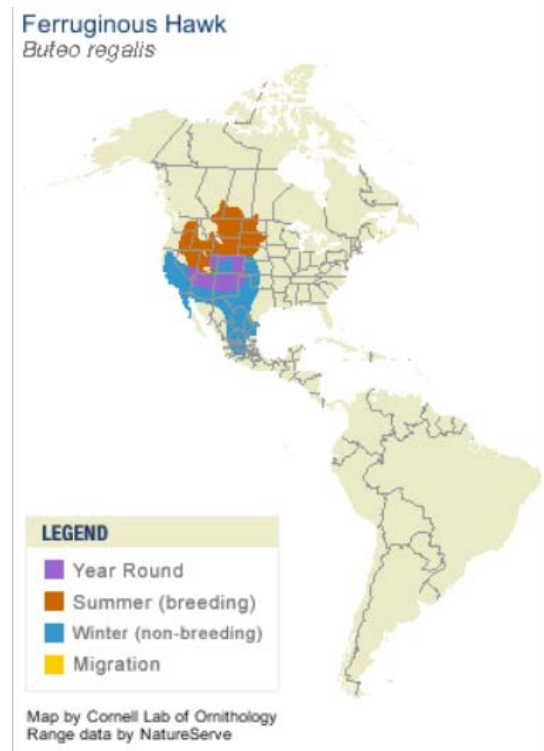 Ferruginous Hawk
Buteo regalis
LEGEND
Year Round
Summer (breeding)
Winter (non-breeding)
Migration
Map by Cornell Lab of Ornithology
Range data by NatureServe